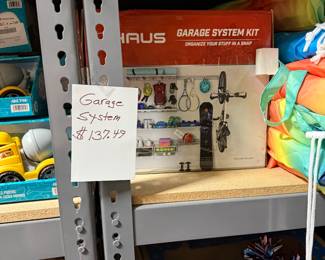 HAUS
GARAGE SYSTEM KIT
ORGANIZE YOUR STUFF IN A SNAP
Garage
System
$137.49